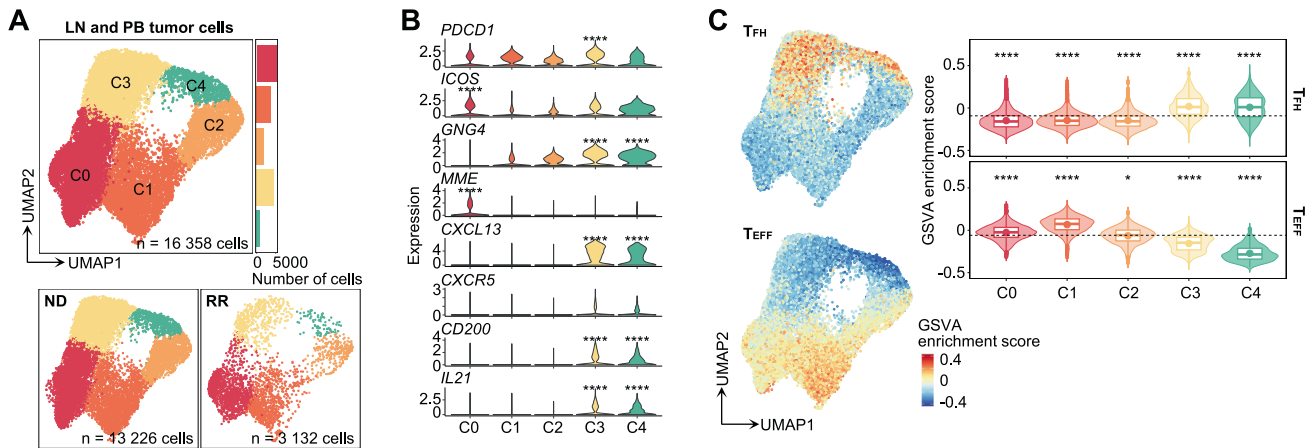 A
LN and PB tumor cells
C3
C4
C2
C0
C1
n = 16 358 cells
UMAP2
UMAP1
0
5000
Number of cells
ND
n = 13 226 cells
RR
n = 3 132 cells
B
Expression
PDCD1
2.5
0
****
ICOS
2.5
0
****
GNG4
4
2
0
**** ****
MME
4
2
0
****
CXCL13
4
2
0
**** ****
CXCR5
3
0
CD200
4
2
0
**** ****
IL21
2.5
0
**** ****
C0 C1 C2 C3 C4
C
TFH
TEFF
UMAP2
UMAP1
GSVA enrichment score
0.5
0
-0.5
**** **** **** **** ****
TFH
0.5
0
-0.5
**** **** * **** ****
TEFF
C0 C1 C2 C3 C4
GSVA
enrichment score
0.4
0
-0.4